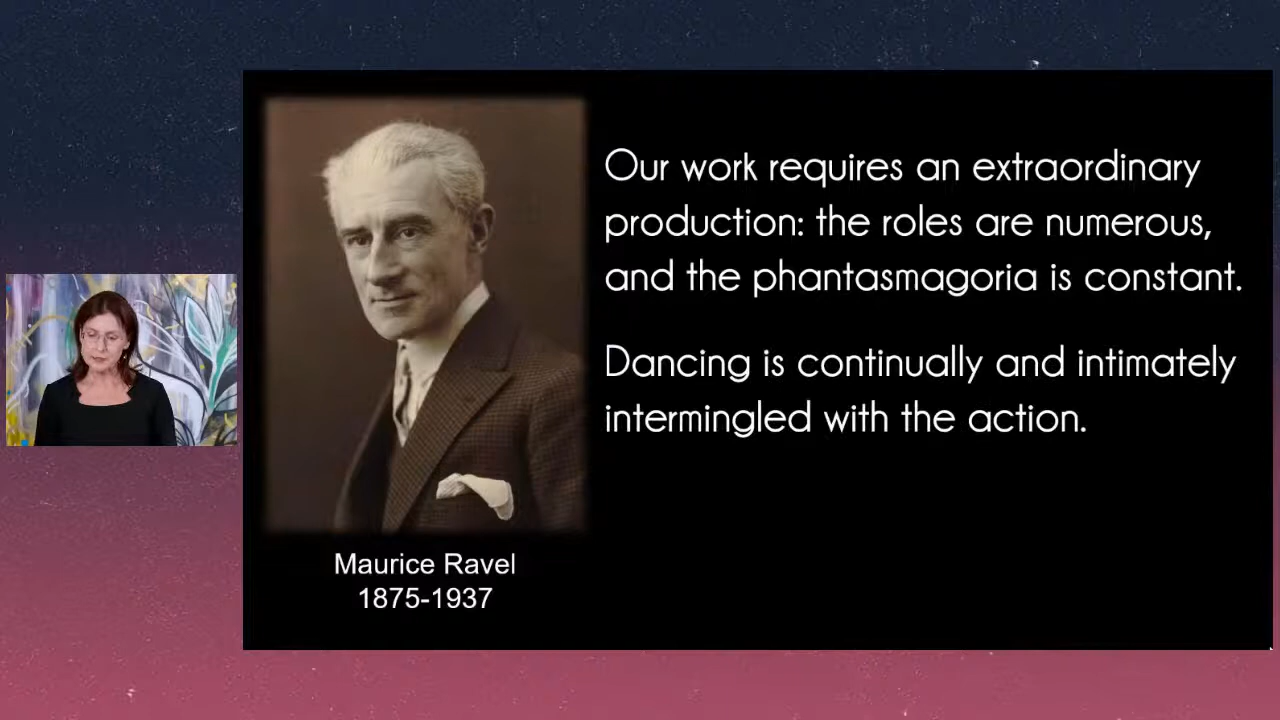 Our work requires an extraordinary
production: the roles are numerous,
and the phantasmagoria is constant.
Dancing is continually and intimately
intermingled with the action.
Maurice Ravel
1875-1937